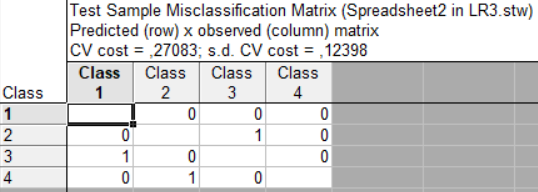 Test Sample Misclassification Matrix (Spreadsheet2 in LR3.stw)
Predicted (row) x observed (column) matrix
CV cost = ,27083; s.d. CV cost = ,12398
Class Class 1 Class 2 Class 3 Class 4
1 0 0 0
2 0 1 0
3 1 0 0
4 0 1 0